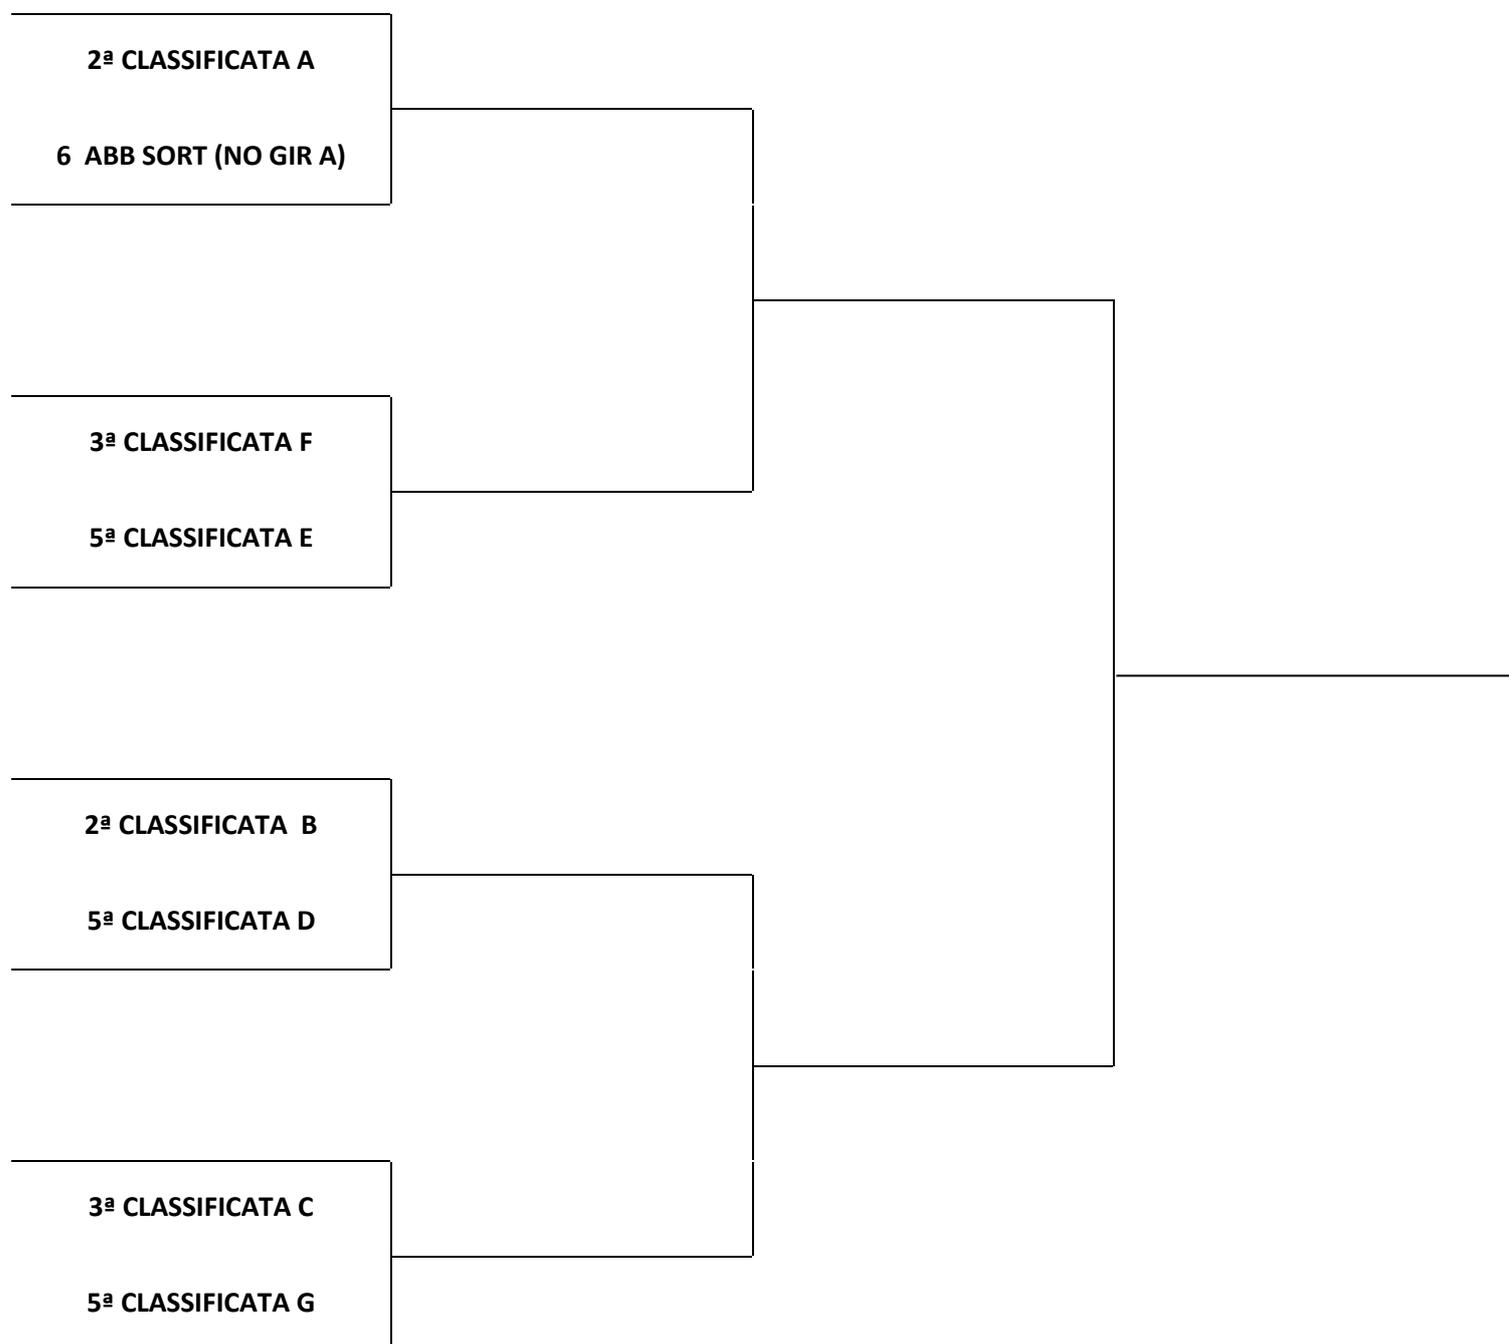 2ª CLASSIFICATA A
6 ABB SORT (NO GIR A)
3ª CLASSIFICATA F
5ª CLASSIFICATA E
2ª CLASSIFICATA B
5ª CLASSIFICATA D
3ª CLASSIFICATA C
5ª CLASSIFICATA G